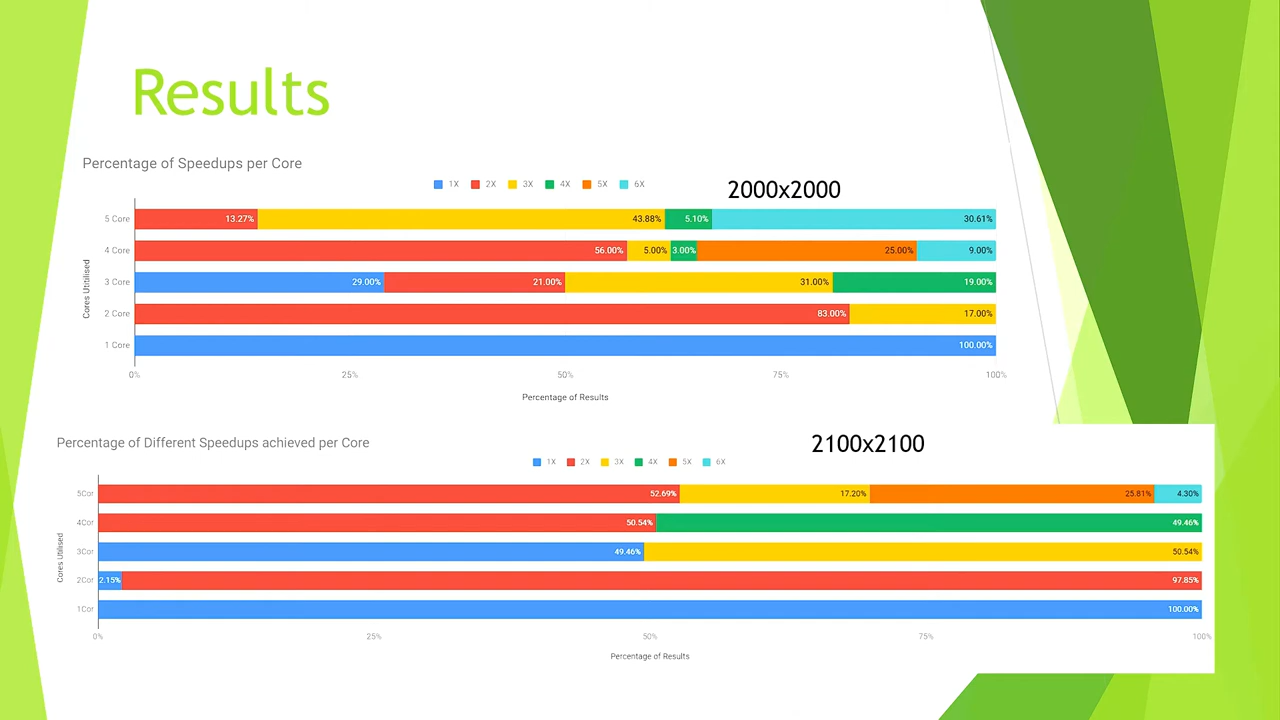 Results
Percentage of Speedups per Core
1X 2X 3X 4X 5X 6X
2000x2000
5 Core 13.27% 43.88% 5.10% 30.61%
4 Core 56.00% 5.00% 3.00% 25.00% 9.00%
3 Core 29.00% 21.00% 31.00% 19.00%
2 Core 83.00% 17.00%
1 Core 100.00%
Cores Utitilised
0% 25% 50% 75% 100%
Percentage of Results
Percentage of Different Speedups achieved per Core
2100x2100
1X 2X 3X 4X 5X 6X
5Cor 52.69% 17.20% 25.81% 4.30%
4Cor 50.54% 49.46%
3Cor 49.46% 50.54%
2Cor 2.15% 97.85%
1Cor 100.00%
Cores Utilised
0% 25% 50% 75% 100%
Percentage of Results